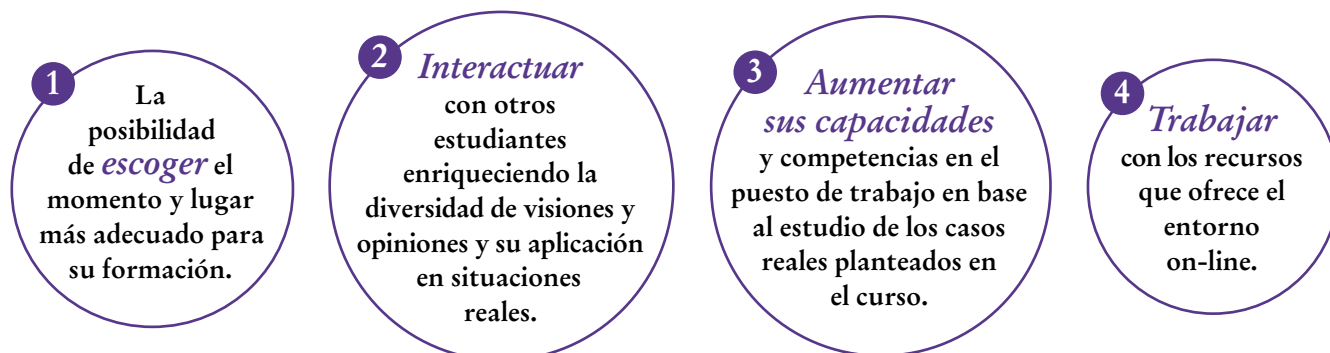 1
La
posibilidad
de escoger el
momento y lugar
más adecuado para
su formación.
2
Interactuar
con otros
estudiantes
enriqueciendo la
diversidad de visiones y
opiniones y su aplicación
en situaciones
reales.
3
Aumentar
sus capacidades
y competencias en el
puesto de trabajo en base
al estudio de los casos
reales planteados en
el curso.
4
Trabajar
con los recursos
que ofrece el
entorno
on-line.